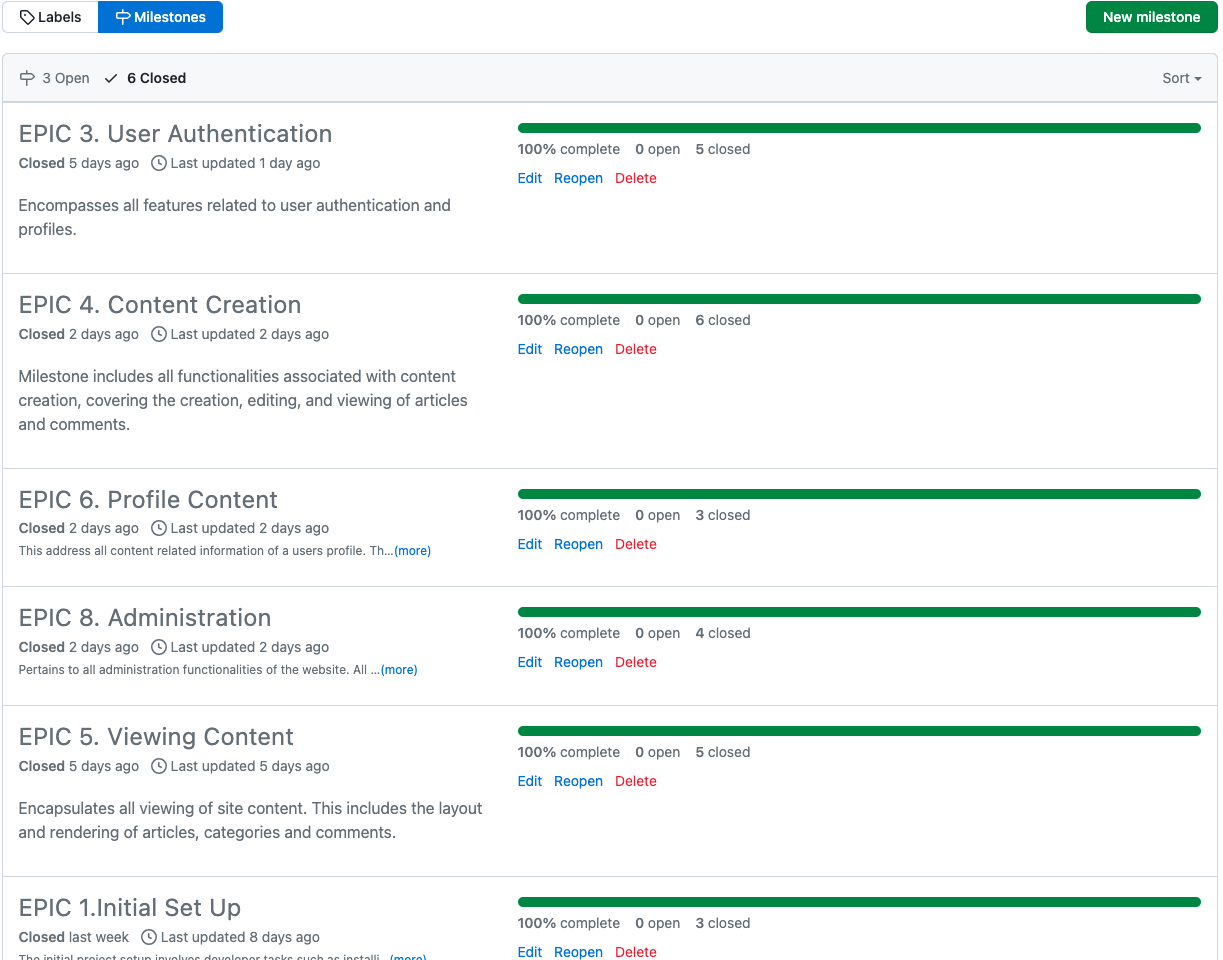 Labels Milestones New milestone
3 Open 6 Closed Sort
EPIC 3. User Authentication
Closed 5 days ago Last updated 1 day ago
Encompasses all features related to user authentication and
profiles.
100% complete 0 open 5 closed
Edit Reopen Delete
EPIC 4. Content Creation
Closed 2 days ago Last updated 2 days ago
Milestone includes all functionalities associated with content
creation, covering the creation, editing, and viewing of articles
and comments.
100% complete 0 open 6 closed
Edit Reopen Delete
EPIC 6. Profile Content
Closed 2 days ago Last updated 2 days ago
This address all content related information of a users profile. Th...(more)
100% complete 0 open 3 closed
Edit Reopen Delete
EPIC 8. Administration
Closed 2 days ago Last updated 2 days ago
Pertains to all administration functionalities of the website. All ...(more)
100% complete 0 open 4 closed
Edit Reopen Delete
EPIC 5. Viewing Content
Closed 5 days ago Last updated 5 days ago
Encapsulates all viewing of site content. This includes the layout
and rendering of articles, categories and comments.
100% complete 0 open 5 closed
Edit Reopen Delete
EPIC 1.Initial Set Up
Closed last week Last updated 8 days ago
The initial project setup involves developer tasks such as installi...(more)
100% complete 0 open 3 closed
Edit Reopen Delete